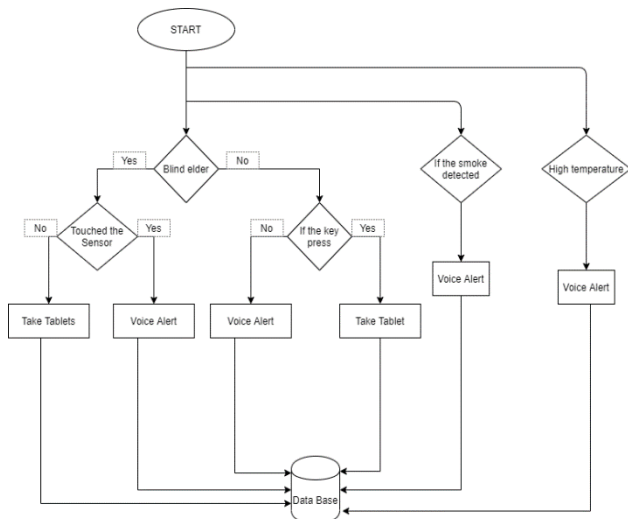 START
Yes
Blind elder
No
If the smoke
detected
High temperature
No
Touched the
Sensor
Yes
No
If the key
press
Yes
Voice Alert
Voice Alert
Take Tablets
Voice Alert
Voice Alert
Take Tablet
Data Base